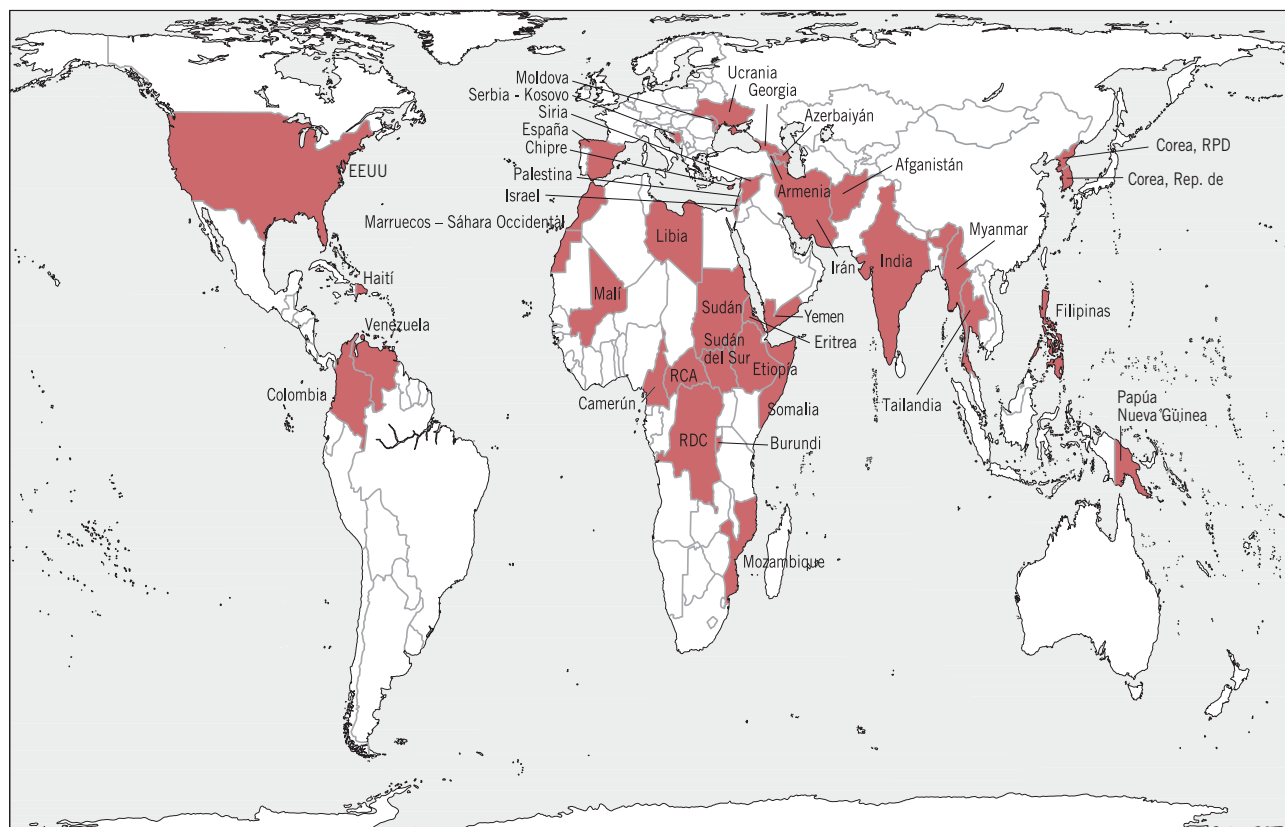 Moldova
Serbia - Kosovo
Siria
España
Chipre
Palestina
Israel
Marruecos – Sáhara Occidental
Ucrania
Georgia
Azerbaiyán
Afganistán
Armenia
Corea, RPD
Corea, Rep. de
EEUU
Haití
Venezuela
Colombia
Libia
Malí
Sudán
Sudán
del Sur
RCA
Camerún
RDC
Etiopía
Eritrea
Yemen
Somalia
Burundi
Mozambique
Irán
India
Myanmar
Tailandia
Filipinas
Papúa
Nueva Guinea